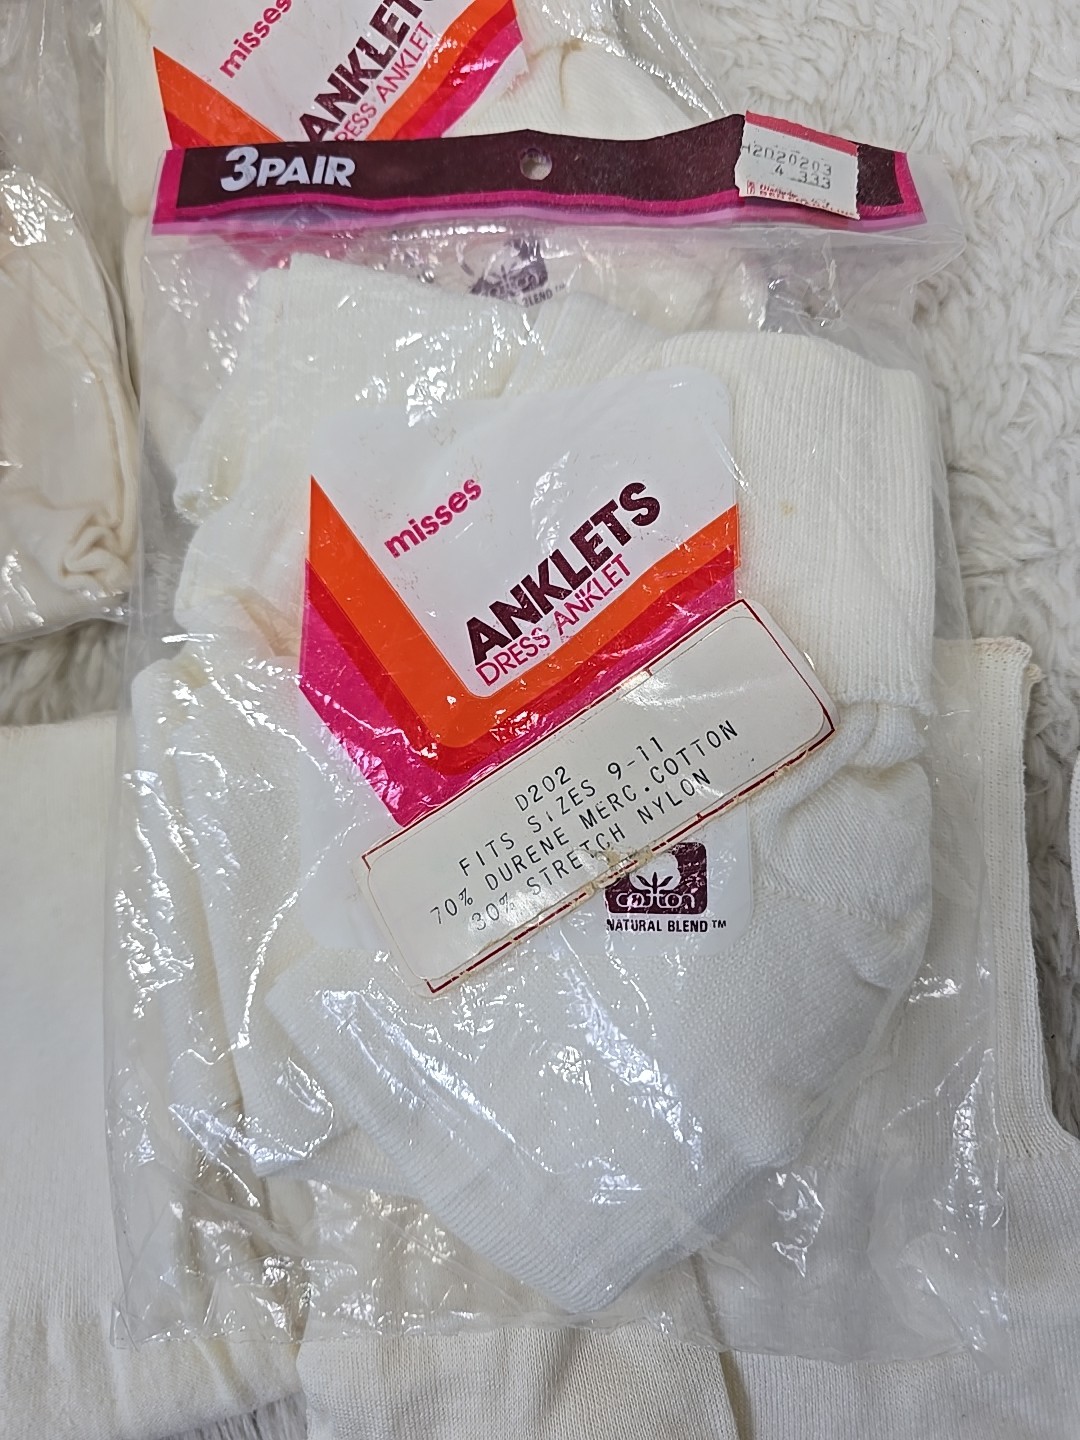 misses
ANKLETS
DRESS ANKLET
3PAIR
H2020203
4 333
BLEND™
misses
ANKLETS
DRESS ANKLET
D202
FITS SIZES 9-11
70% DURENE MERC.COTTON
30% STRETCH NYLON
cotton
NATURAL BLEND™